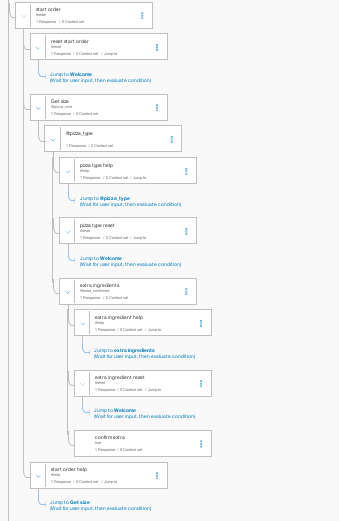 start order
#order
1 Response / 0 Context set
reset start order
#reset
1 Response / 0 Context set / Jump to
Jump to Welcome
(Wait for user input, then evaluate condition)
Get size
@pizza_size
1 Response / 0 Context set
@pizza_type
1 Response / 0 Context set
pizza type help
#help
1 Response / 0 Context set / Jump to
Jump to @pizza_type
(Wait for user input, then evaluate condition)
pizza type reset
#reset
1 Response / 0 Context set / Jump to
Jump to Welcome
(Wait for user input, then evaluate condition)
extra ingredients
1 Response / 0 Context set
extra ingredient help
#help
1 Response / 0 Context set / Jump to
Jump to extra ingredients
(Wait for user input, then evaluate condition)
extra ingredient reset
#reset
1 Response / 0 Context set / Jump to
Jump to Welcome
(Wait for user input, then evaluate condition)
confirm extra
true
1 Response / 0 Context set
start order help
#help
1 Response / 0 Context set / Jump to
Jump to Get size
(Wait for user input, then evaluate condition)